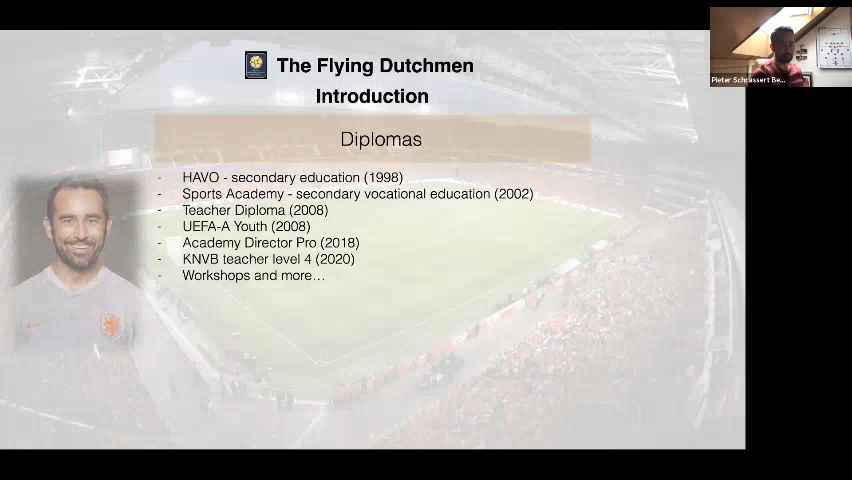 The Flying Dutchmen
Introduction
Diplomas
- HAVO - secondary education (1998)
- Sports Academy - secondary vocational education (2002)
- Teacher Diploma (2008)
- UEFA-A Youth (2008)
- Academy Director Pro (2018)
- KNVB teacher level 4 (2020)
- Workshops and more…
Pieter Schrassert Be...